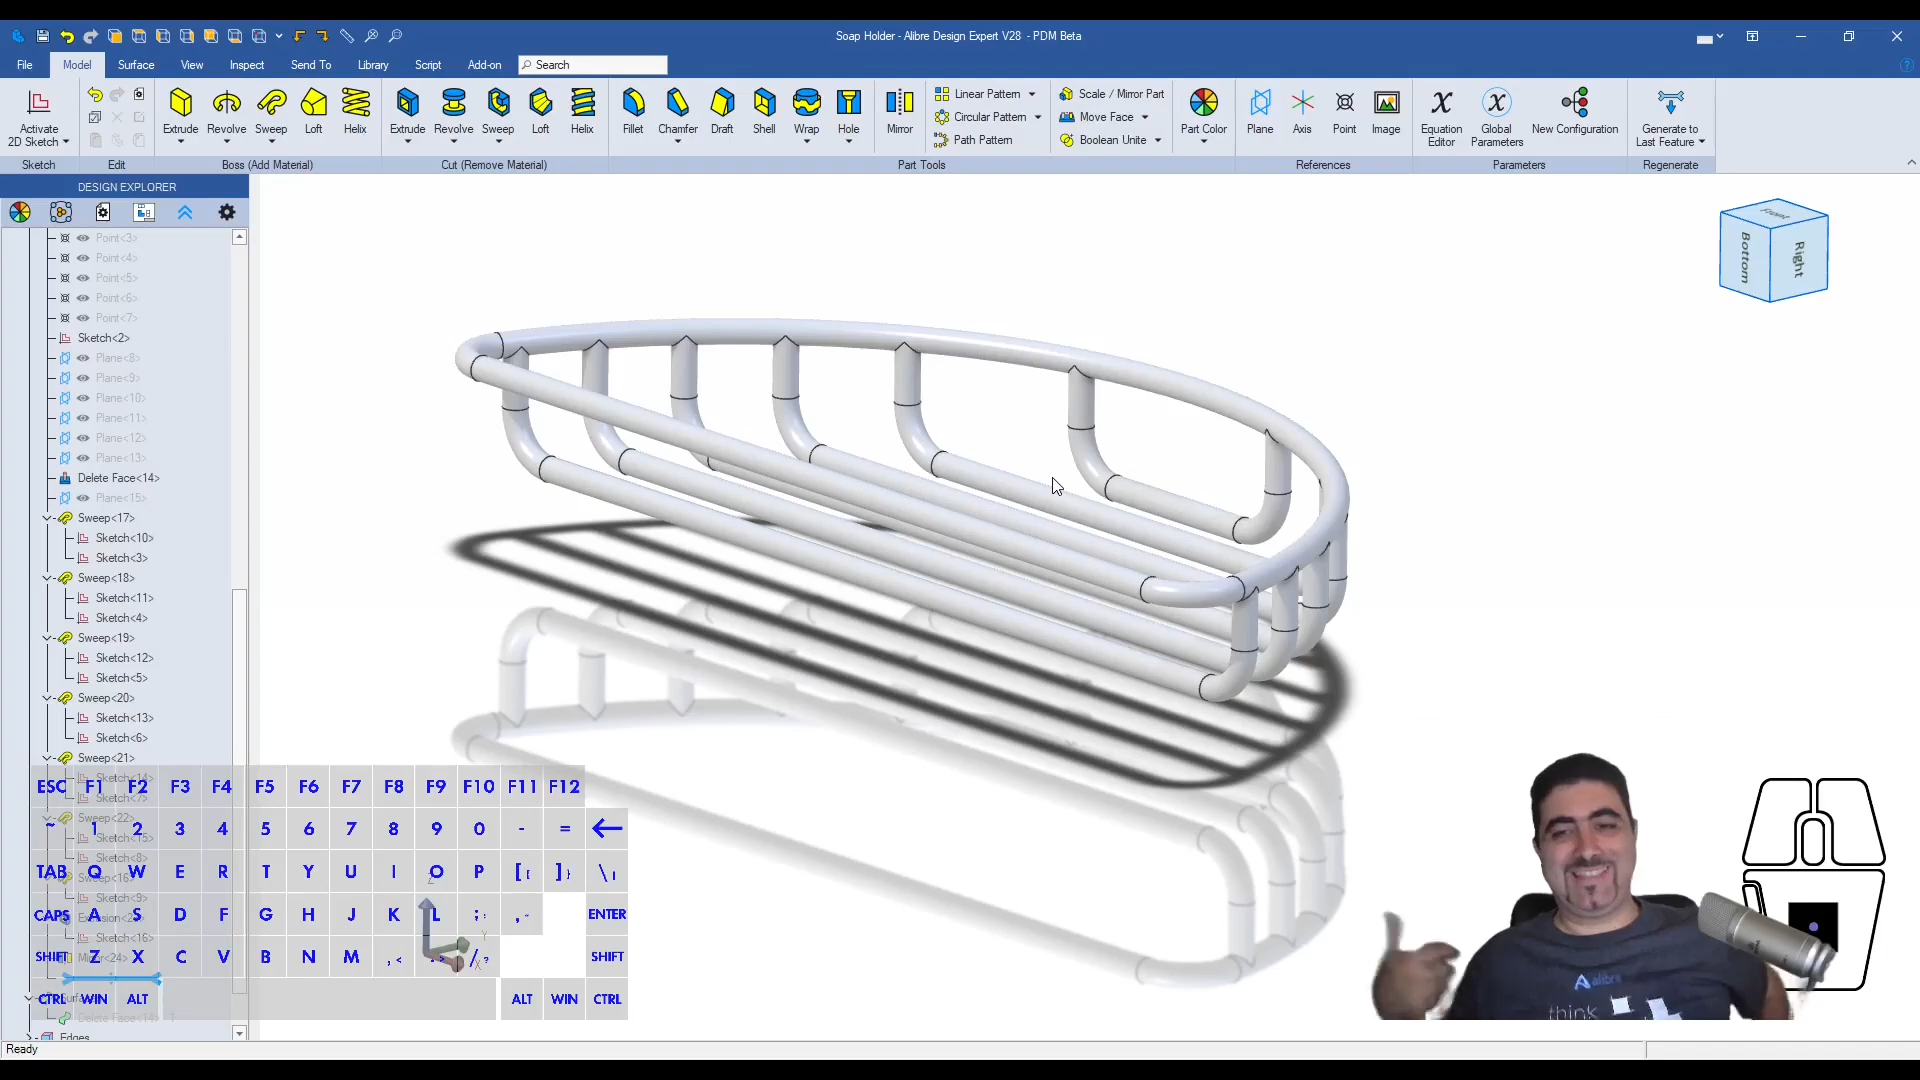 Soap Holder - Alibre Design Expert V28 - PDM Beta
File Model Surface View Inspect Send To Library Script Add-on Search
Activate
2D Sketch
Extrude Revolve Sweep Loft Helix
Extrude Revolve Sweep Loft Helix
Fillet Chamfer Draft Shell Wrap Hole Mirror
Linear Pattern
Circular Pattern
Path Pattern
Scale / Mirror Part
Move Face
Boolean Unite
Part Color
Plane Axis Point Image
Equation
Editor
Global
Parameters
New Configuration
Generate to
Last Feature
Sketch Edit Boss (Add Material) Cut (Remove Material) Part Tools References Parameters Regenerate
DESIGN EXPLORER
Point<3>
Point<4>
Point<5>
Point<6>
Point<7>
Sketch<2>
Plane<8>
Plane<9>
Plane<10>
Plane<11>
Plane<12>
Plane<13>
Delete Face<14>
Plane<15>
Sweep<17>
Sketch<10>
Sketch<3>
Sweep<18>
Sketch<11>
Sketch<4>
Sweep<19>
Sketch<12>
Sketch<5>
Sweep<20>
Sketch<13>
Sketch<6>
Sweep<21>
Sketch<14>
Sketch<7>
Sweep<22>
Sketch<15>
Sketch<8>
Sketch<9>
Sketch<16>
Mirror<24>
Edges
Front
Bottom
Right
ESC F1 F2 F3 F4 F5 F6 F7 F8 F9 F10 F11 F12
~ 1 2 3 4 5 6 7 8 9 0 - =
TAB Q W E R T Y U I O P [ { ] } \ |
CAPS A S D F G H J K L ; : ENTER
SHIFT Z X C V B N M , < / ? SHIFT
CTRL WIN ALT ALT WIN CTRL
Z
Y
X
Alibre
think
Ready